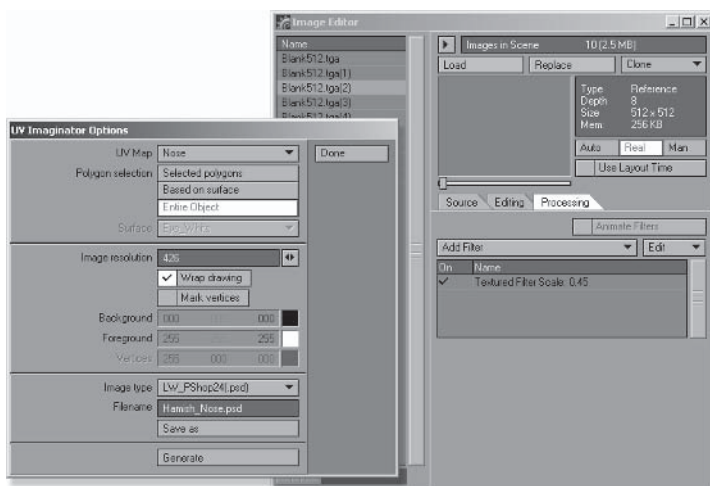 Image Editor
Name
Blank512.tga
Blank512.tga(1)
Blank512.tga(2)
Blank512.tga(3)
Blank512.tga(4)
Images in Scene 10 (2.5 MB)
Load Replace Clone
Type Reference
Depth 8
Size 512 x 512
Mem: 256 KB
Auto Real Man
Use Layout Time
Source Editing Processing
Animate Filters
Add Filter Edit
On Name
Textured Filter Scale: 0.45
UV Imaginator Options
UV Map Nose
Done
Polygon selection Selected polygons
Based on surface
Entire Object
Surface
Image resolution 426
Wrap drawing
Mark vertices
Background 000 000
Foreground 255 255
Vertices 255 000 000
Image type LW_PShop24(.psd)
Filename Hamish_Nose.psd
Save as
Generate